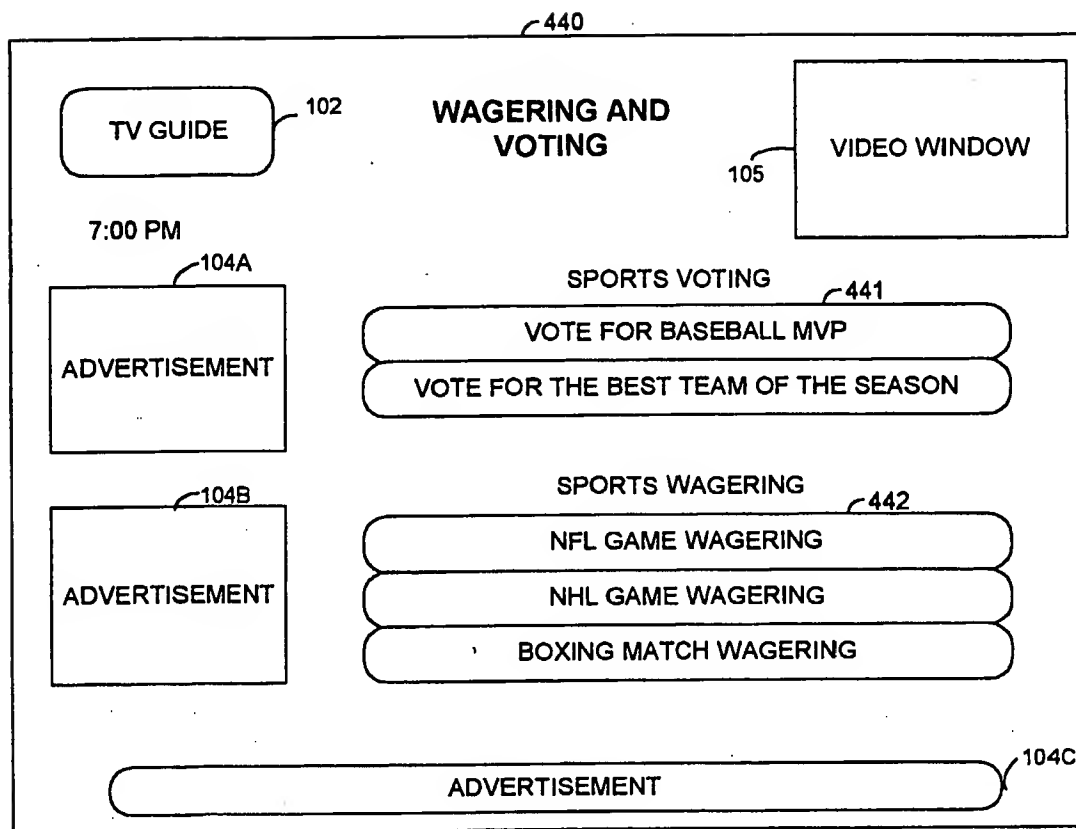 440
TV GUIDE
102
WAGERING AND
VOTING
105
VIDEO WINDOW
7:00 PM
104A
ADVERTISEMENT
SPORTS VOTING
441
VOTE FOR BASEBALL MVP
VOTE FOR THE BEST TEAM OF THE SEASON
104B
ADVERTISEMENT
SPORTS WAGERING
442
NFL GAME WAGERING
NHL GAME WAGERING
BOXING MATCH WAGERING
ADVERTISEMENT
104C